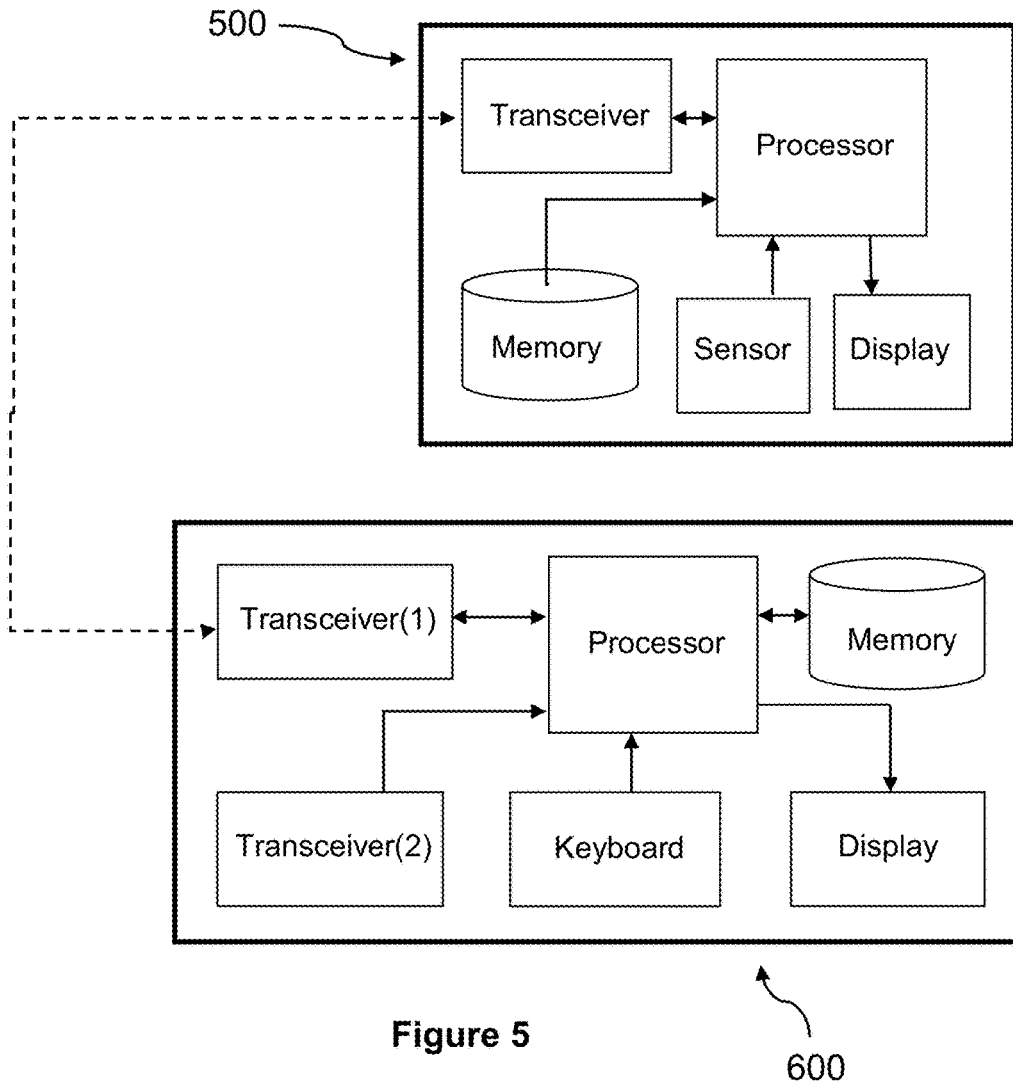 500
Transceiver
Processor
Memory
Sensor
Display
Transceiver(1)
Processor
Memory
Transceiver(2)
Keyboard
Display
Figure 5
600